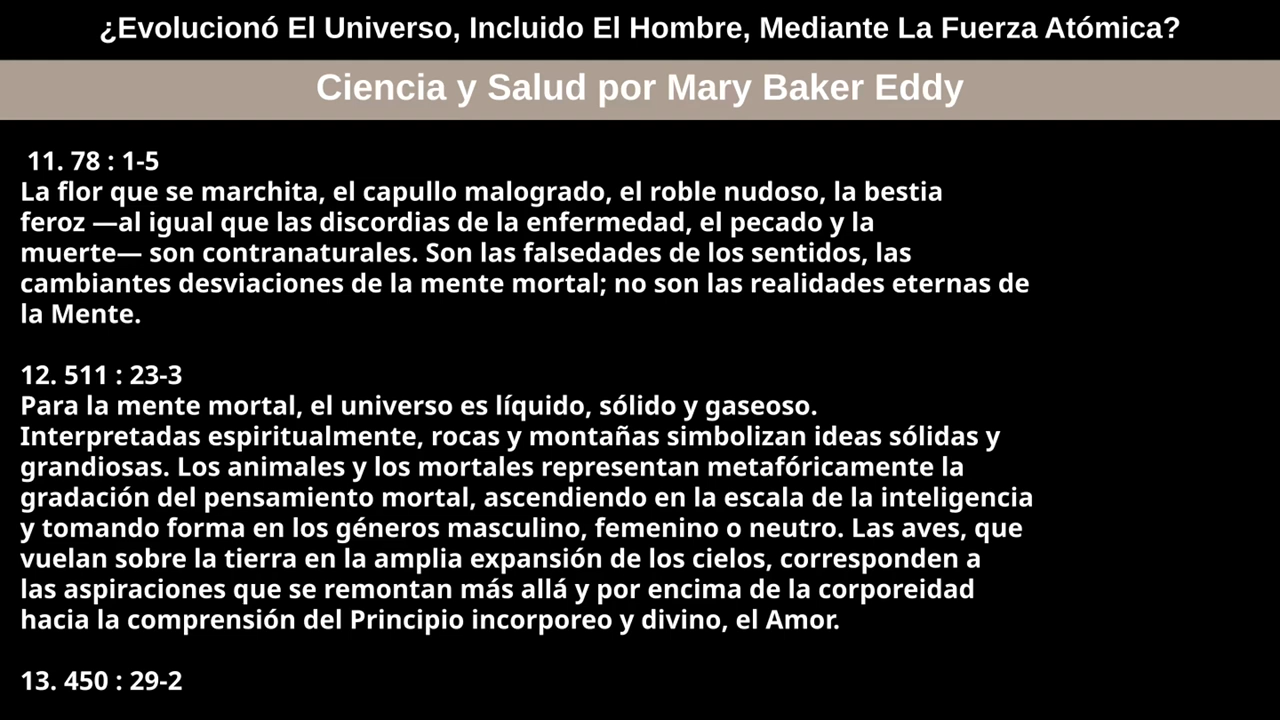 ¿Evolucionó El Universo, Incluido El Hombre, Mediante La Fuerza Atómica?
Ciencia y Salud por Mary Baker Eddy
11. 78 : 1-5
La flor que se marchita, el capullo malogrado, el roble nudoso, la bestia
feroz —al igual que las discordias de la enfermedad, el pecado y la
muerte— son contranaturales. Son las falsedades de los sentidos, las
cambiantes desviaciones de la mente mortal; no son las realidades eternas de
la Mente.
12. 511 : 23-3
Para la mente mortal, el universo es líquido, sólido y gaseoso.
Interpretadas espiritualmente, rocas y montañas simbolizan ideas sólidas y
grandiosas. Los animales y los mortales representan metafóricamente la
gradación del pensamiento mortal, ascendiendo en la escala de la inteligencia
y tomando forma en los géneros masculino, femenino o neutro. Las aves, que
vuelan sobre la tierra en la amplia expansión de los cielos, corresponden a
las aspiraciones que se remontan más allá y por encima de la corporeidad
hacia la comprensión del Principio incorporeo y divino, el Amor.
13. 450 : 29-2